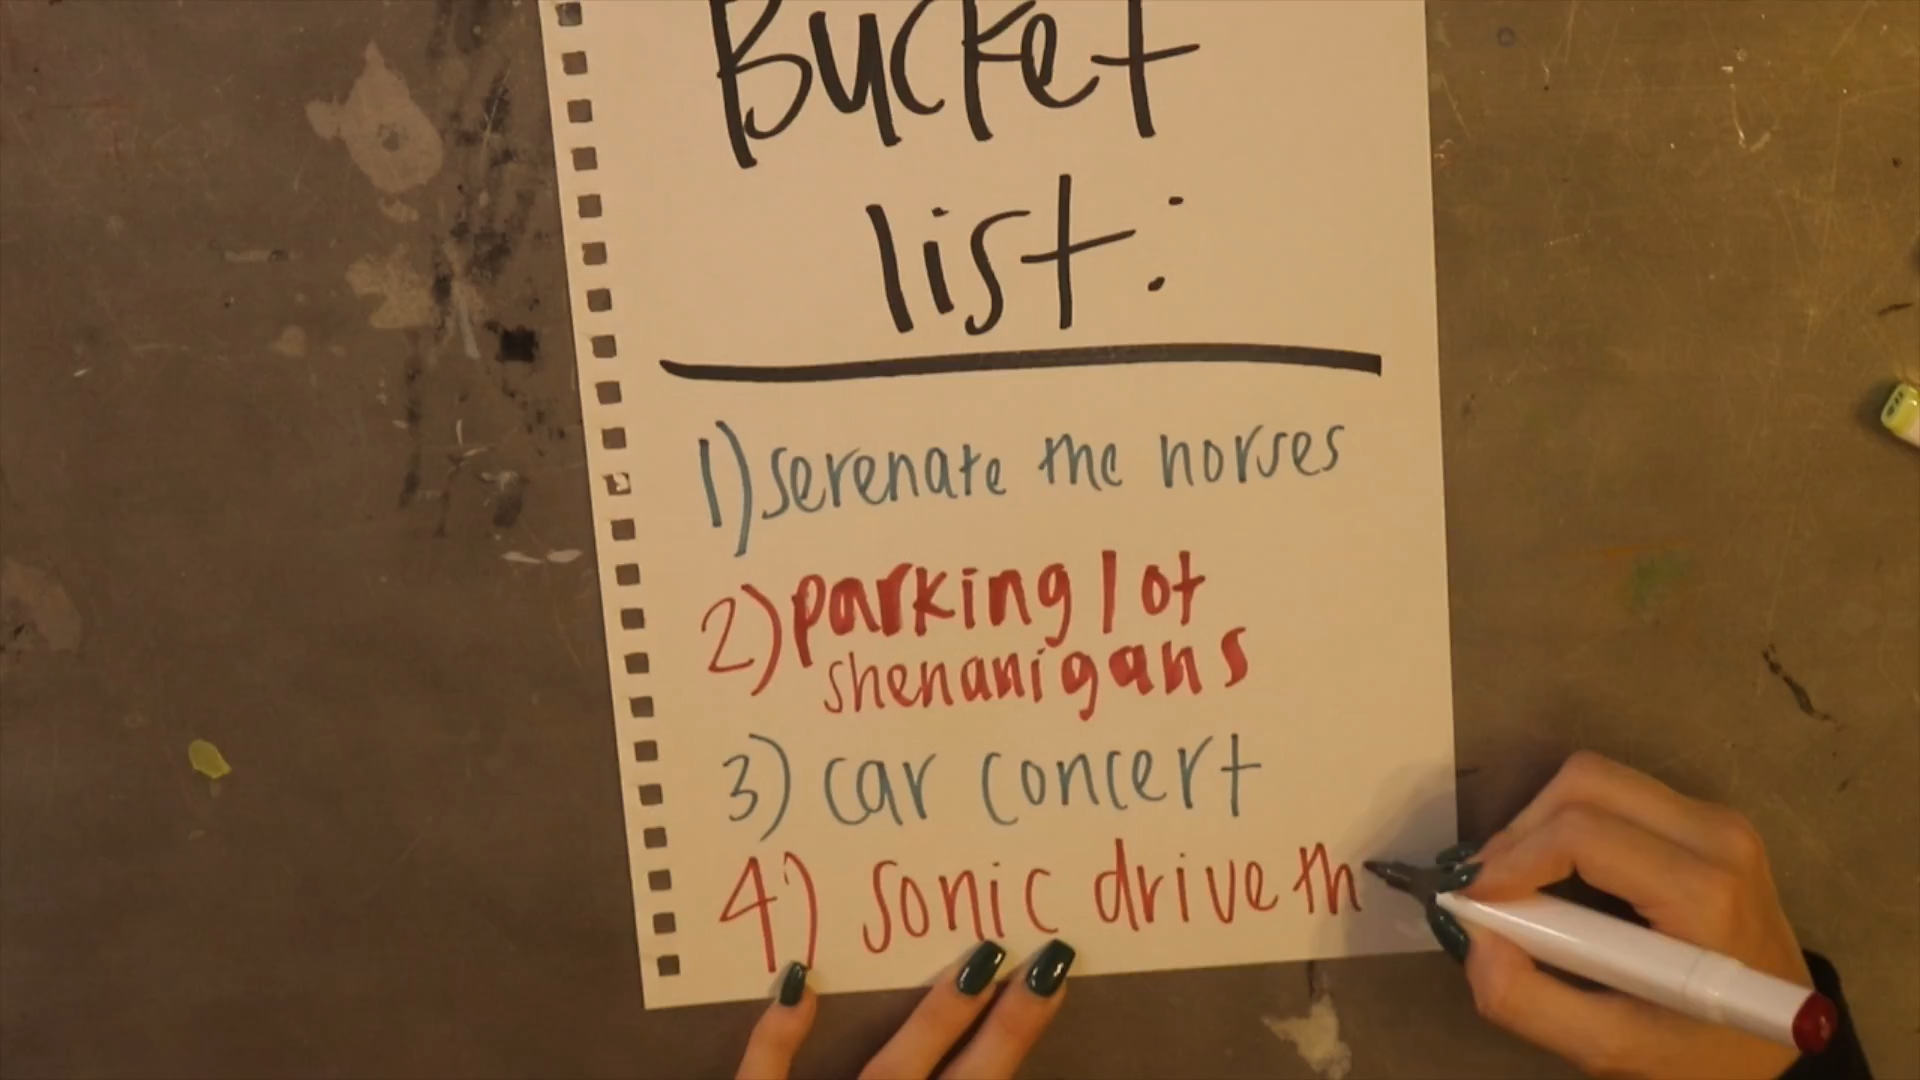 Bucket
list:
1) serenate the horses
2) parking lot
shenanigans
3) car concert
4) sonic drive th